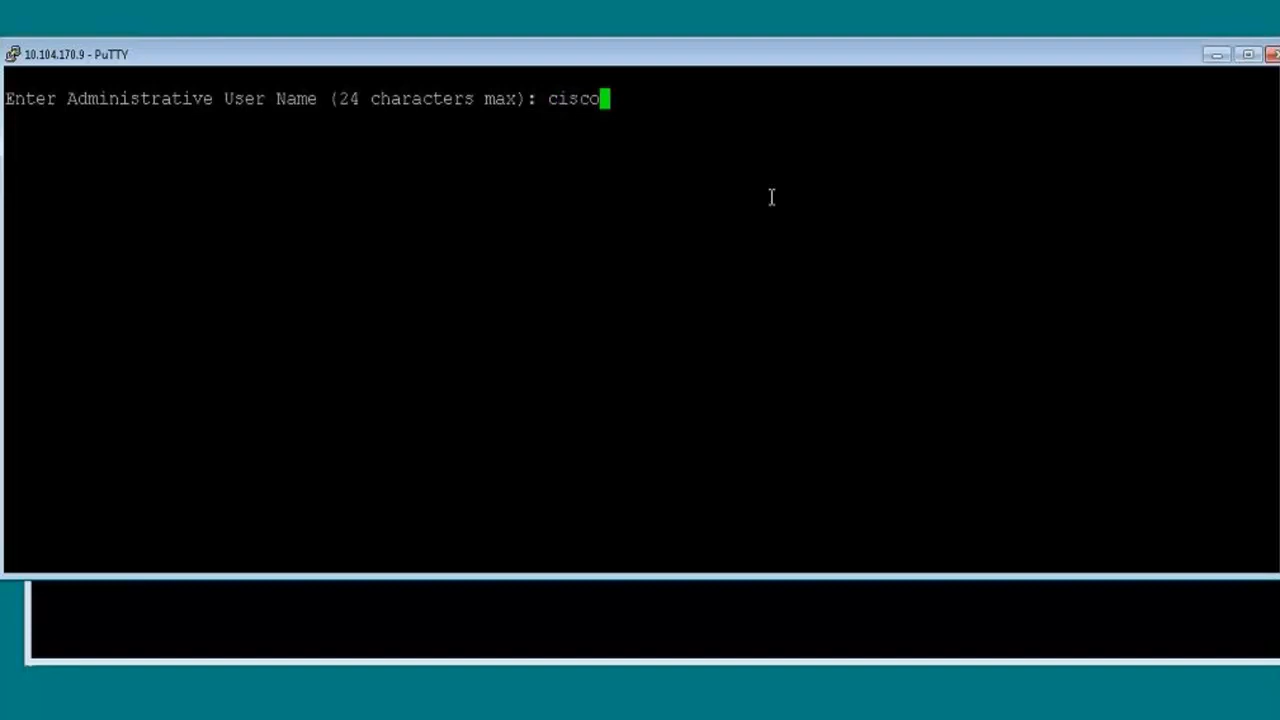 10.104.170.9 - PuTTY
Enter Administrative User Name (24 characters max): cisco